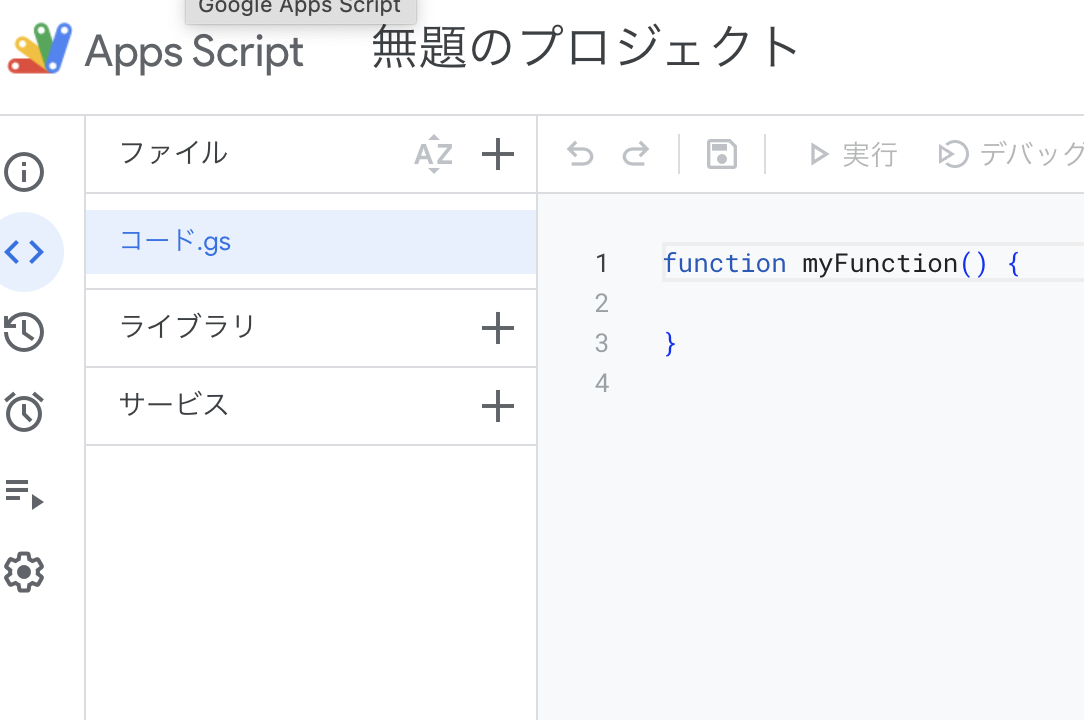 Google Apps Script
Apps Script
無題のプロジェクト
ファイル
AZ
実行
デバッグ
コード.gs
ライブラリ
サービス
1 function myFunction() {
2
3 }
4